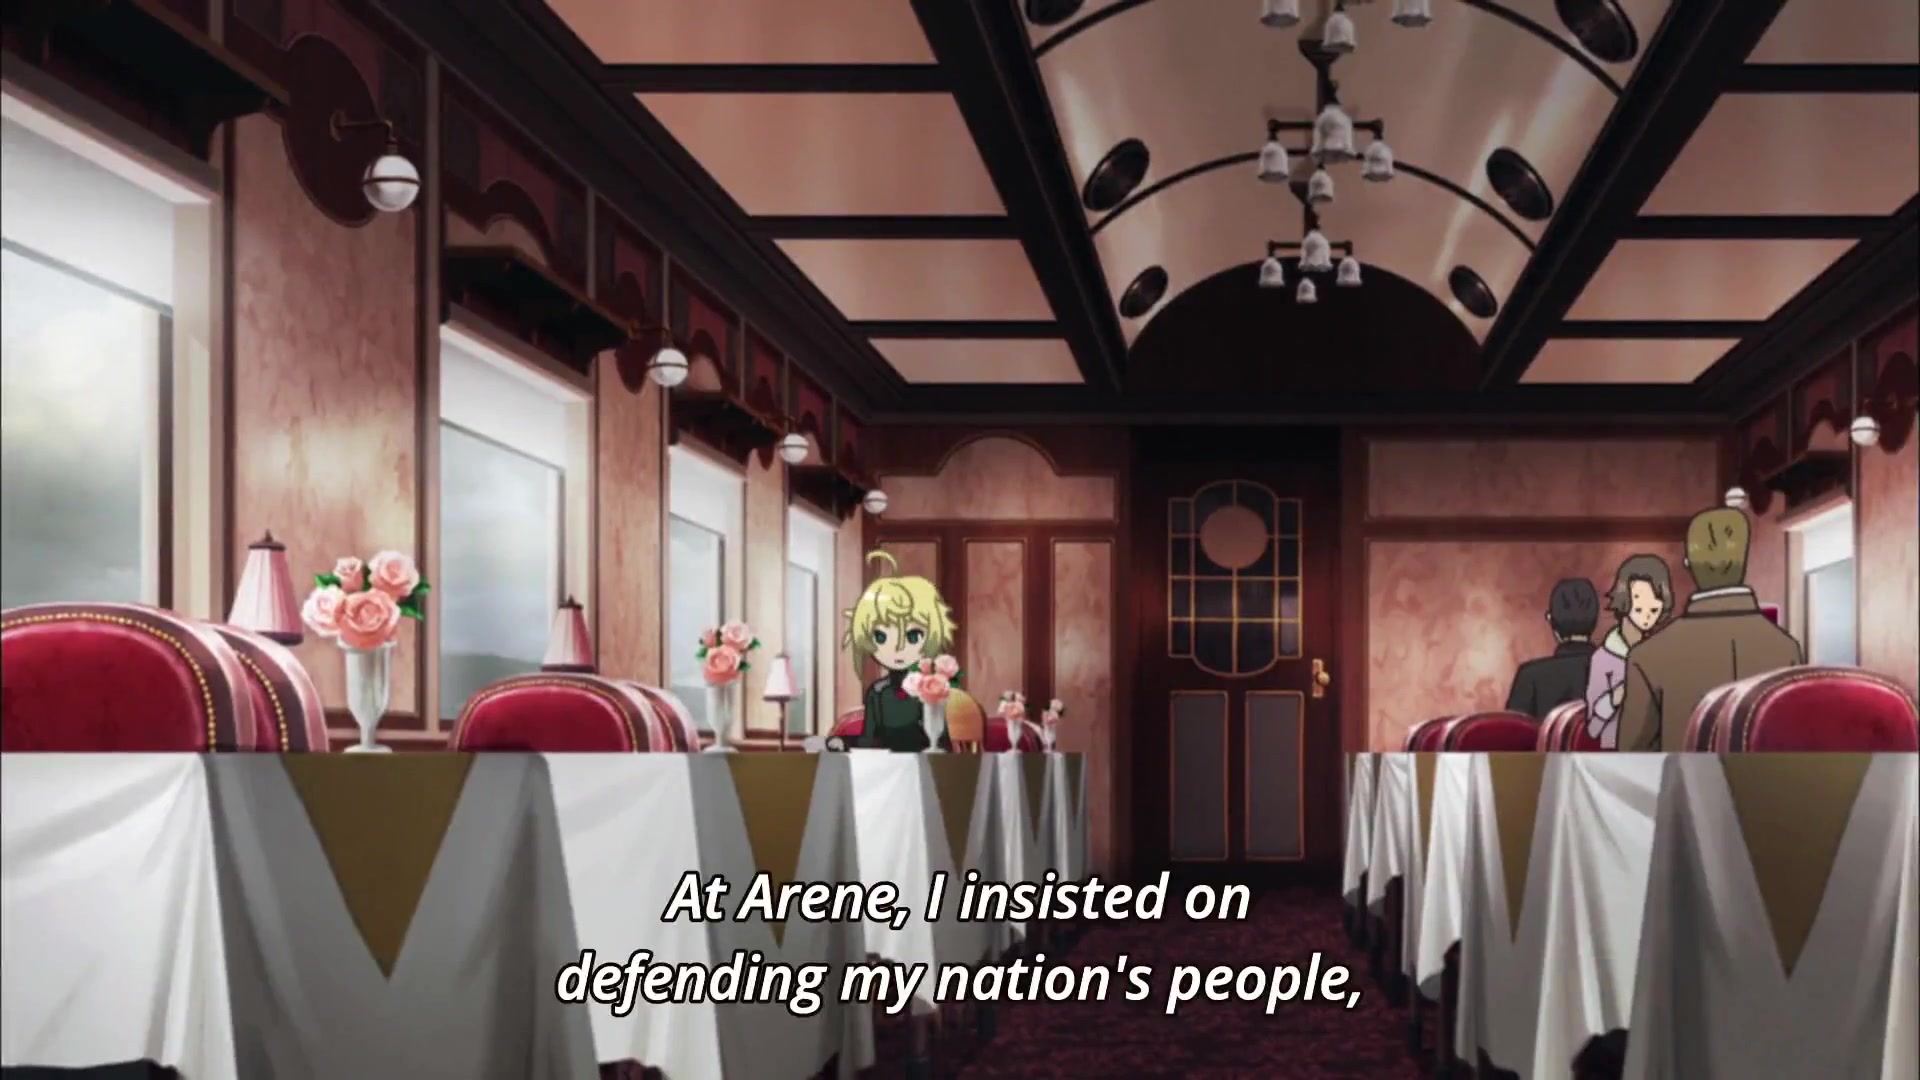 At Arene, I insisted on
defending my nation's people,